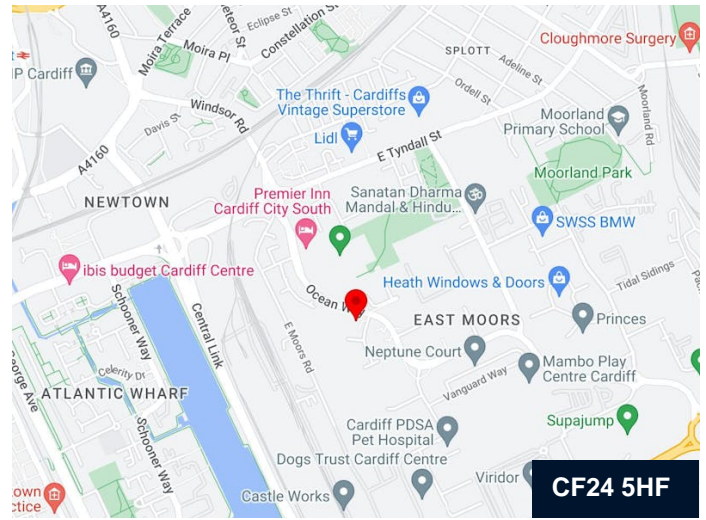 Eclipse St
Meteor St
Constellation St
A4160
Moira Pl
Moira Terrace
SPLOTT
Cloughmore Surgery
IP Cardiff
Adeline St
Ordell St
The Thrift - Cardiffs
Vintage Superstore
Windsor Rd
Davis St
Lidl
Moorland
Primary School
Moorland Rd
E Tyndall St
A4160
Moorland Park
Premier Inn
Cardiff City South
Sanatan Dharma
Mandal & Hindu...
NEWTOWN
SWSS BMW
ibis budget Cardiff Centre
Heath Windows & Doors
Tidal Sidings
Schooner Way
Central Link
Ocean Way
E Moors Rd
EAST MOORS
Princes
Neptune Court
Mambo Play
Centre Cardiff
George Ave
Celerity Dr
Vanguard Way
ATLANTIC WHARF
Supajump
Schooner Way
Cardiff PDSA
Pet Hospital
Dogs Trust Cardiff Centre
Viridor
Castle Works
town
ctice
CF24 5HF